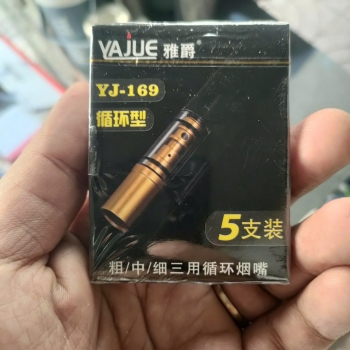 YAJUE 雅爵
YJ-169
循环型
5支装
粗/中/细三用循环烟嘴